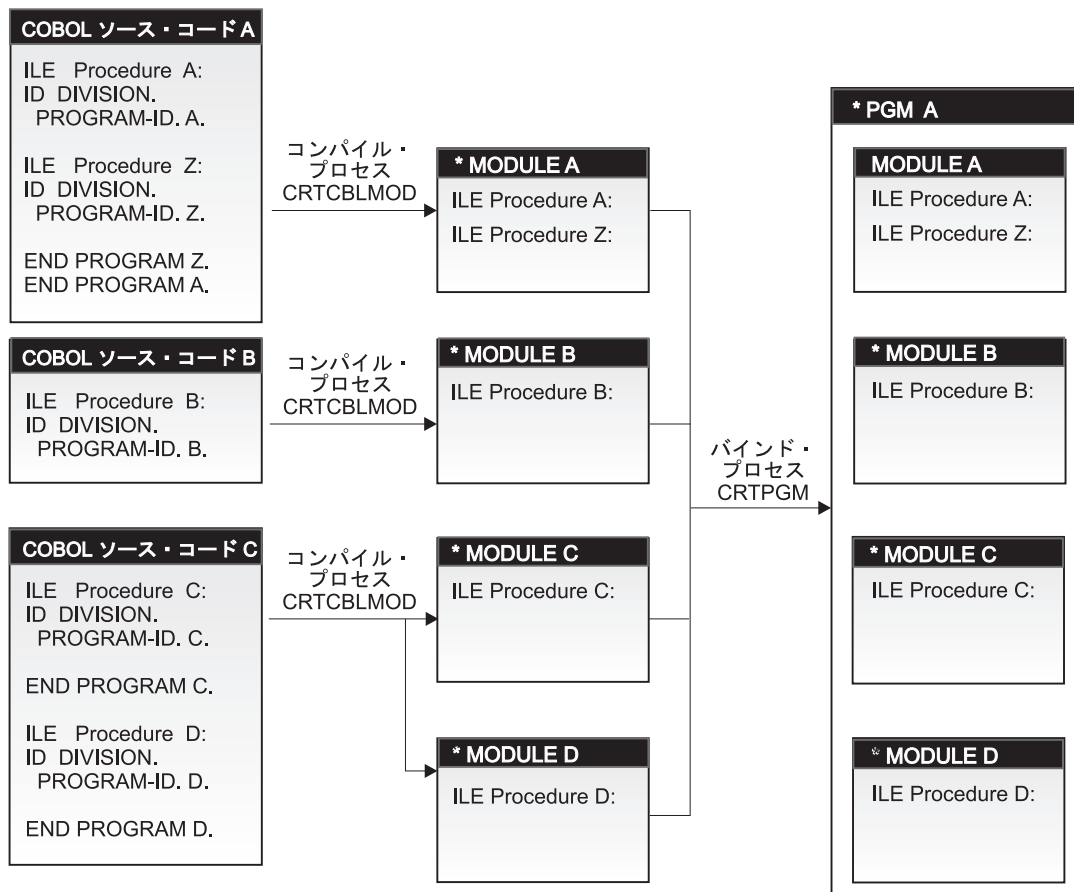 COBOL ソース・コード A
ILE Procedure A:
ID DIVISION.
PROGRAM-ID. A.
ILE Procedure Z:
ID DIVISION.
PROGRAM-ID. Z.
END PROGRAM Z.
END PROGRAM A.
コンパイル・
プロセス
CRTCBLMOD
* MODULE A
ILE Procedure A:
ILE Procedure Z:
COBOL ソース・コード B
ILE Procedure B:
ID DIVISION.
PROGRAM-ID. B.
コンパイル・
プロセス
CRTCBLMOD
* MODULE B
ILE Procedure B:
COBOL ソース・コード C
ILE Procedure C:
ID DIVISION.
PROGRAM-ID. C.
END PROGRAM C.
ILE Procedure D:
ID DIVISION.
PROGRAM-ID. D.
END PROGRAM D.
コンパイル・
プロセス
CRTCBLMOD
* MODULE C
ILE Procedure C:
* MODULE D
ILE Procedure D:
バインド・
プロセス
CRTPGM
* PGM A
MODULE A
ILE Procedure A:
ILE Procedure Z:
* MODULE B
ILE Procedure B:
* MODULE C
ILE Procedure C:
* MODULE D
ILE Procedure D: